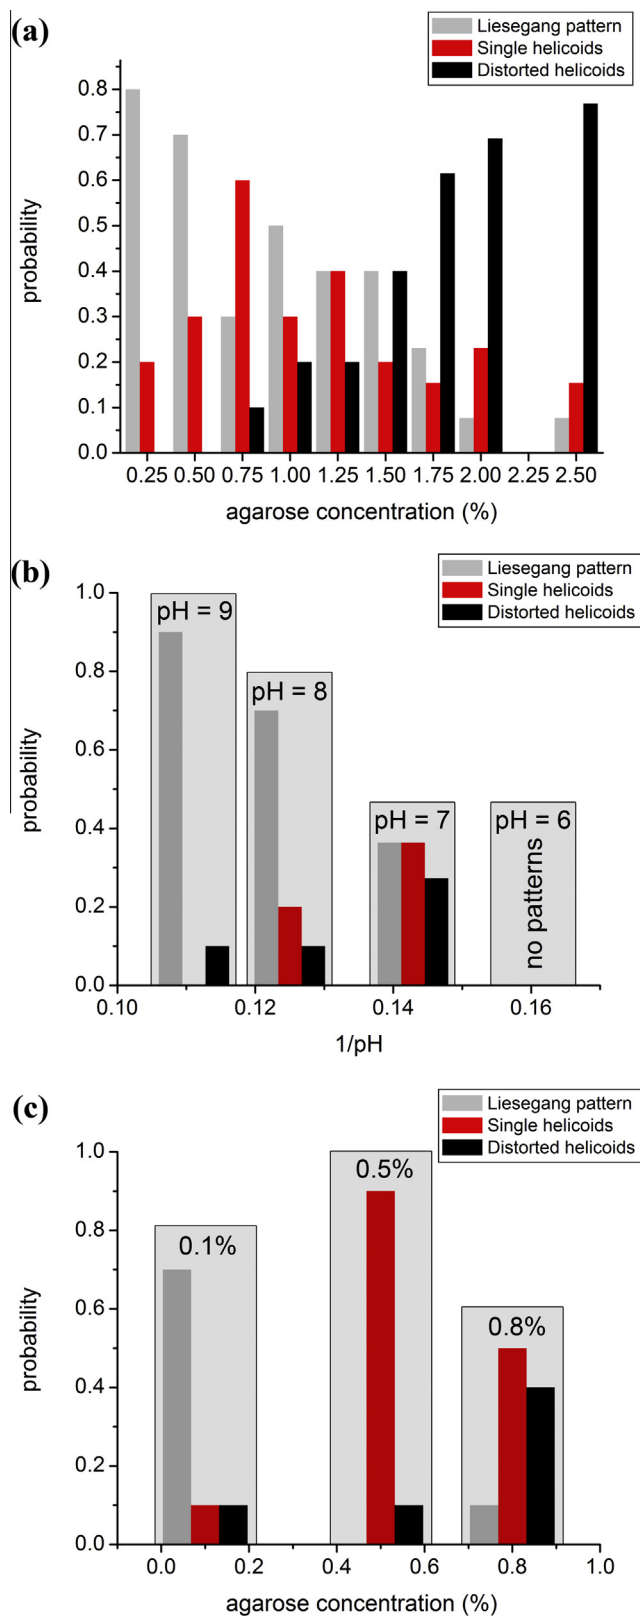 (a)
Liesegang pattern
Single helicoids
Distorted helicoids
0.8
0.7
0.6
0.5
0.4
0.3
0.2
0.1
0.0
probability
0.25 0.50 0.75 1.00 1.25 1.50 1.75 2.00 2.25 2.50
agarose concentration (%)
(b)
Liesegang pattern
Single helicoids
Distorted helicoids
1.0
0.8
0.6
0.4
0.2
0.0
probability
pH = 9
pH = 8
pH = 7
pH = 6
no patterns
0.10 0.12 0.14 0.16
1/pH
(c)
Liesegang pattern
Single helicoids
Distorted helicoids
1.0
0.8
0.6
0.4
0.2
0.0
probability
0.1%
0.5%
0.8%
0.0 0.2 0.4 0.6 0.8 1.0
agarose concentration (%)